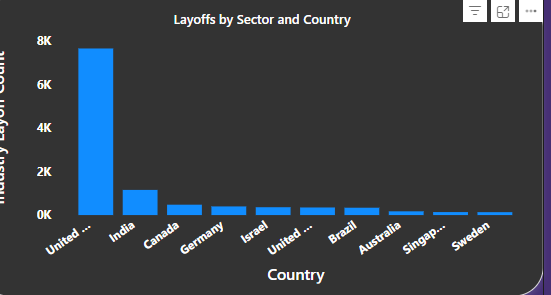 Layoffs by Sector and Country
Industry Layoff Count
8K
6K
4K
2K
0K
United ...
India
Canada
Germany
Israel
United ...
Brazil
Australia
Singap...
Sweden
Country